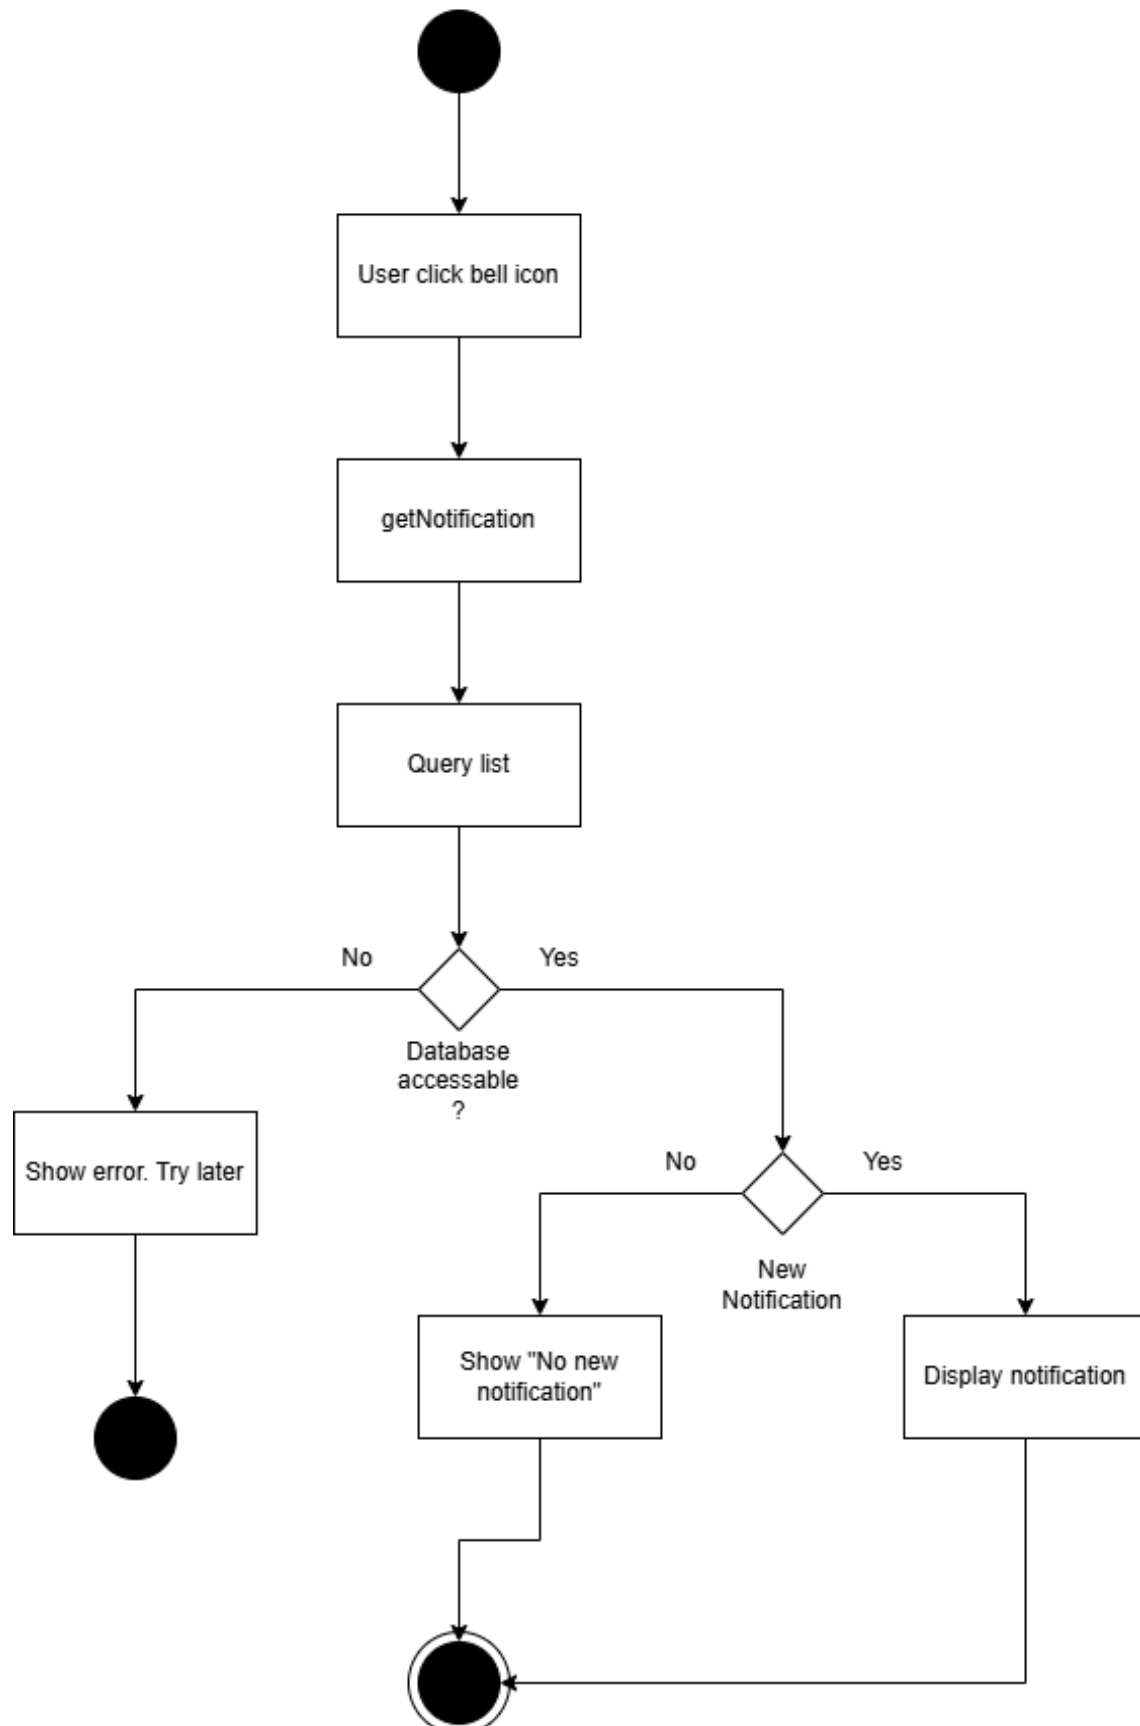 User click bell icon
getNotification
Query list
No
Yes
Database
accessable
?
Show error. Try later
No
Yes
New
Notification
Show "No new
notification"
Display notification